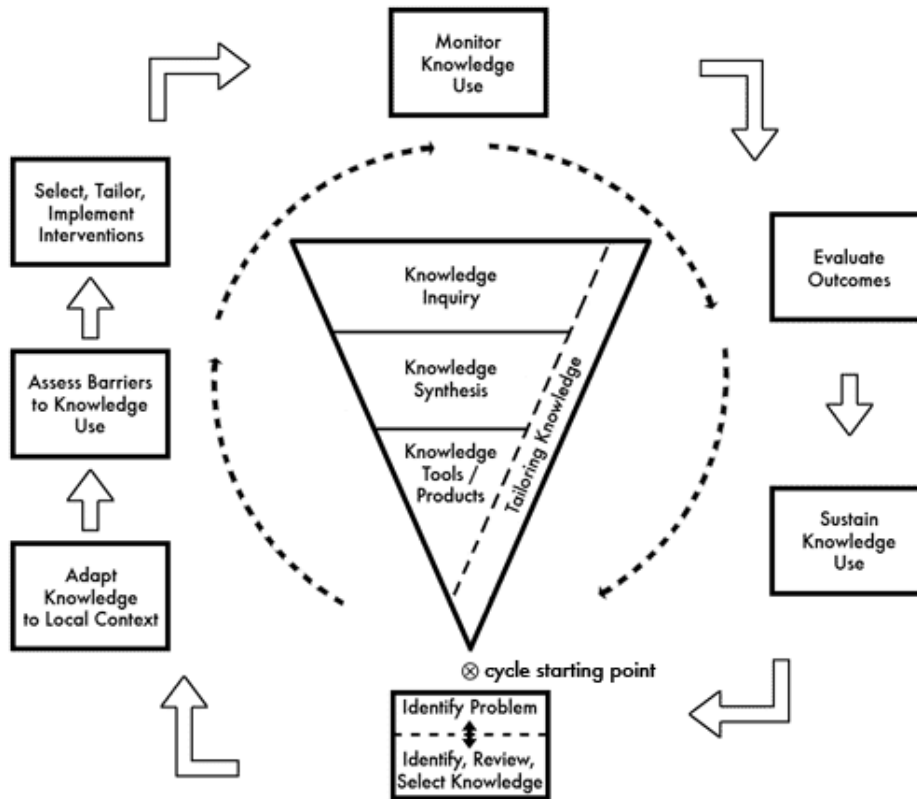 Monitor
Knowledge
Use
Select, Tailor,
Implement
Interventions
Evaluate
Outcomes
Knowledge
Inquiry
Knowledge
Synthesis
Knowledge
Tools /
Products
Tailoring Knowledge
Assess Barriers
to Knowledge
Use
Sustain
Knowledge
Use
Adapt
Knowledge
to Local Context
⊗ cycle starting point
Identify Problem
Identify, Review,
Select Knowledge